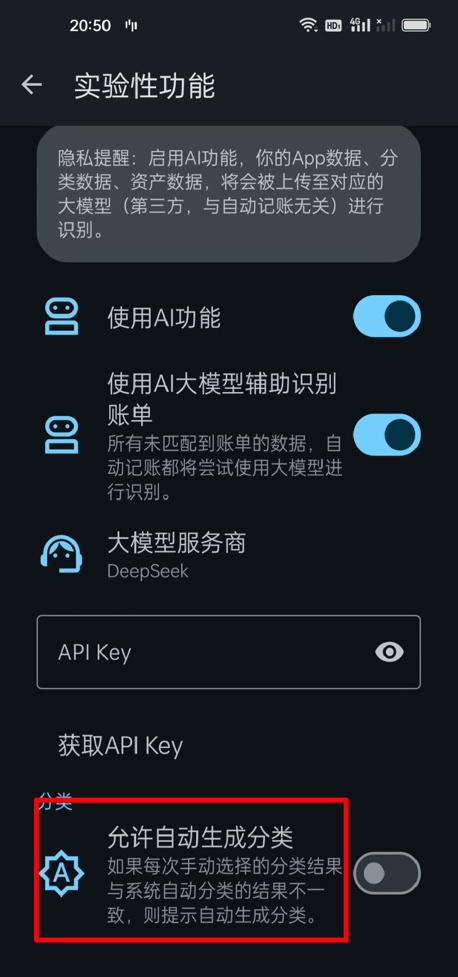 20:50
HD1 4G
实验性功能
隐私提醒：启用AI功能，你的App数据、分
类数据、资产数据，将会被上传至对应的
大模型（第三方，与自动记账无关）进行
识别。
使用AI功能
使用AI大模型辅助识别
账单
所有未匹配到账单的数据，自
动记账都将尝试使用大模型进
行识别。
大模型服务商
DeepSeek
API Key
获取API Key
分类
允许自动生成分类
A
如果每次手动选择的分类结果
与系统自动分类的结果不一
致，则提示自动生成分类。